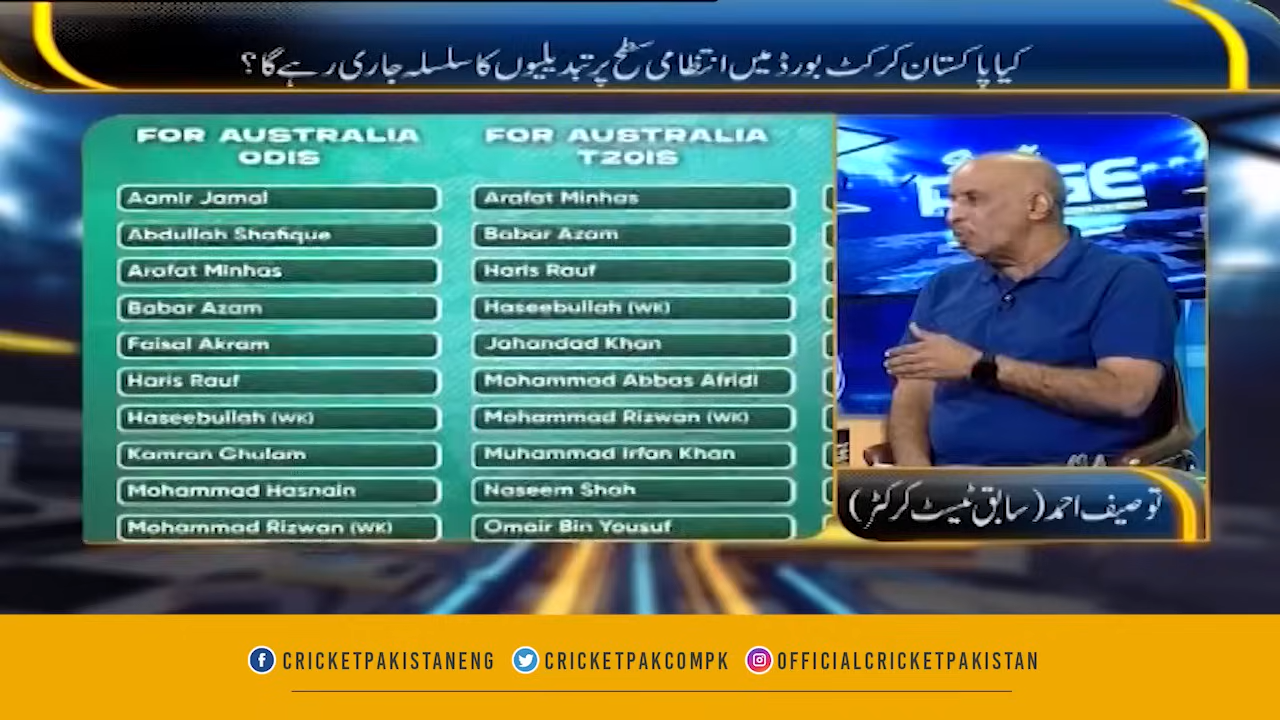 کیا پاکستان کرکٹ بورڈ میں انتظامی سطح پر تبدیلیوں کا سلسلہ جاری رہے گا؟
FOR AUSTRALIA
ODIS
Aamir Jamal
Abdullah Shafique
Arafat Minhas
Babar Azam
Faisal Akram
Haris Rauf
Haseebullah (WK)
Kamran Ghulam
Mohammad Hasnain
Mohammad Rizwan (WK)
FOR AUSTRALIA
T20IS
Arafat Minhas
Babar Azam
Haris Rauf
Haseebullah (WK)
Jahandad Khan
Mohammad Abbas Afridi
Mohammad Rizwan (WK)
Muhammad Irfan Khan
Naseem Shah
Omair Bin Yousuf
توصیف احمد (سابق ٹیسٹ کرکٹر)
CRICKETPAKISTANENG
CRICKETPAKCOMPK
OFFICIALCRICKETPAKISTAN